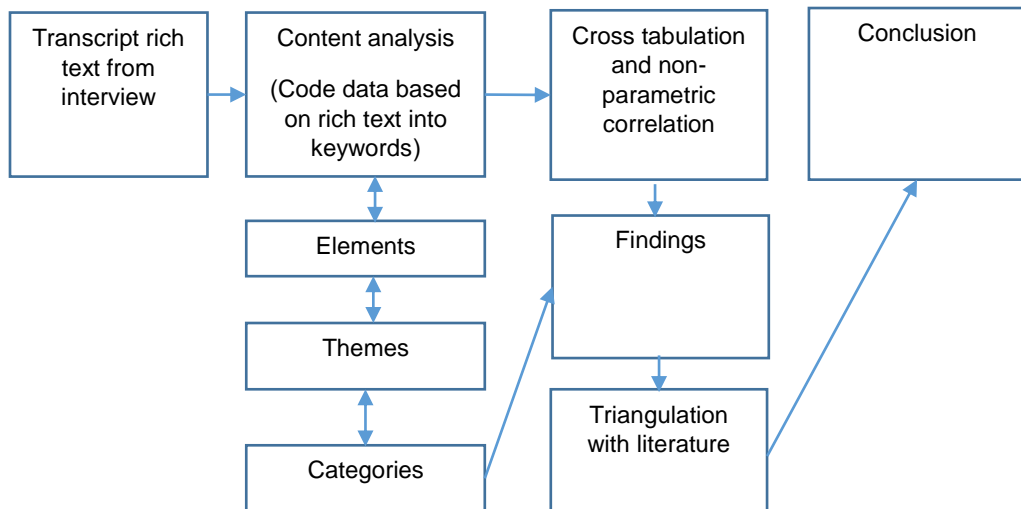 Transcript rich
text from
interview
Content analysis
(Code data based
on rich text into
keywords)
Cross tabulation
and non-
parametric
correlation
Conclusion
Elements
Findings
Themes
Triangulation
with literature
Categories